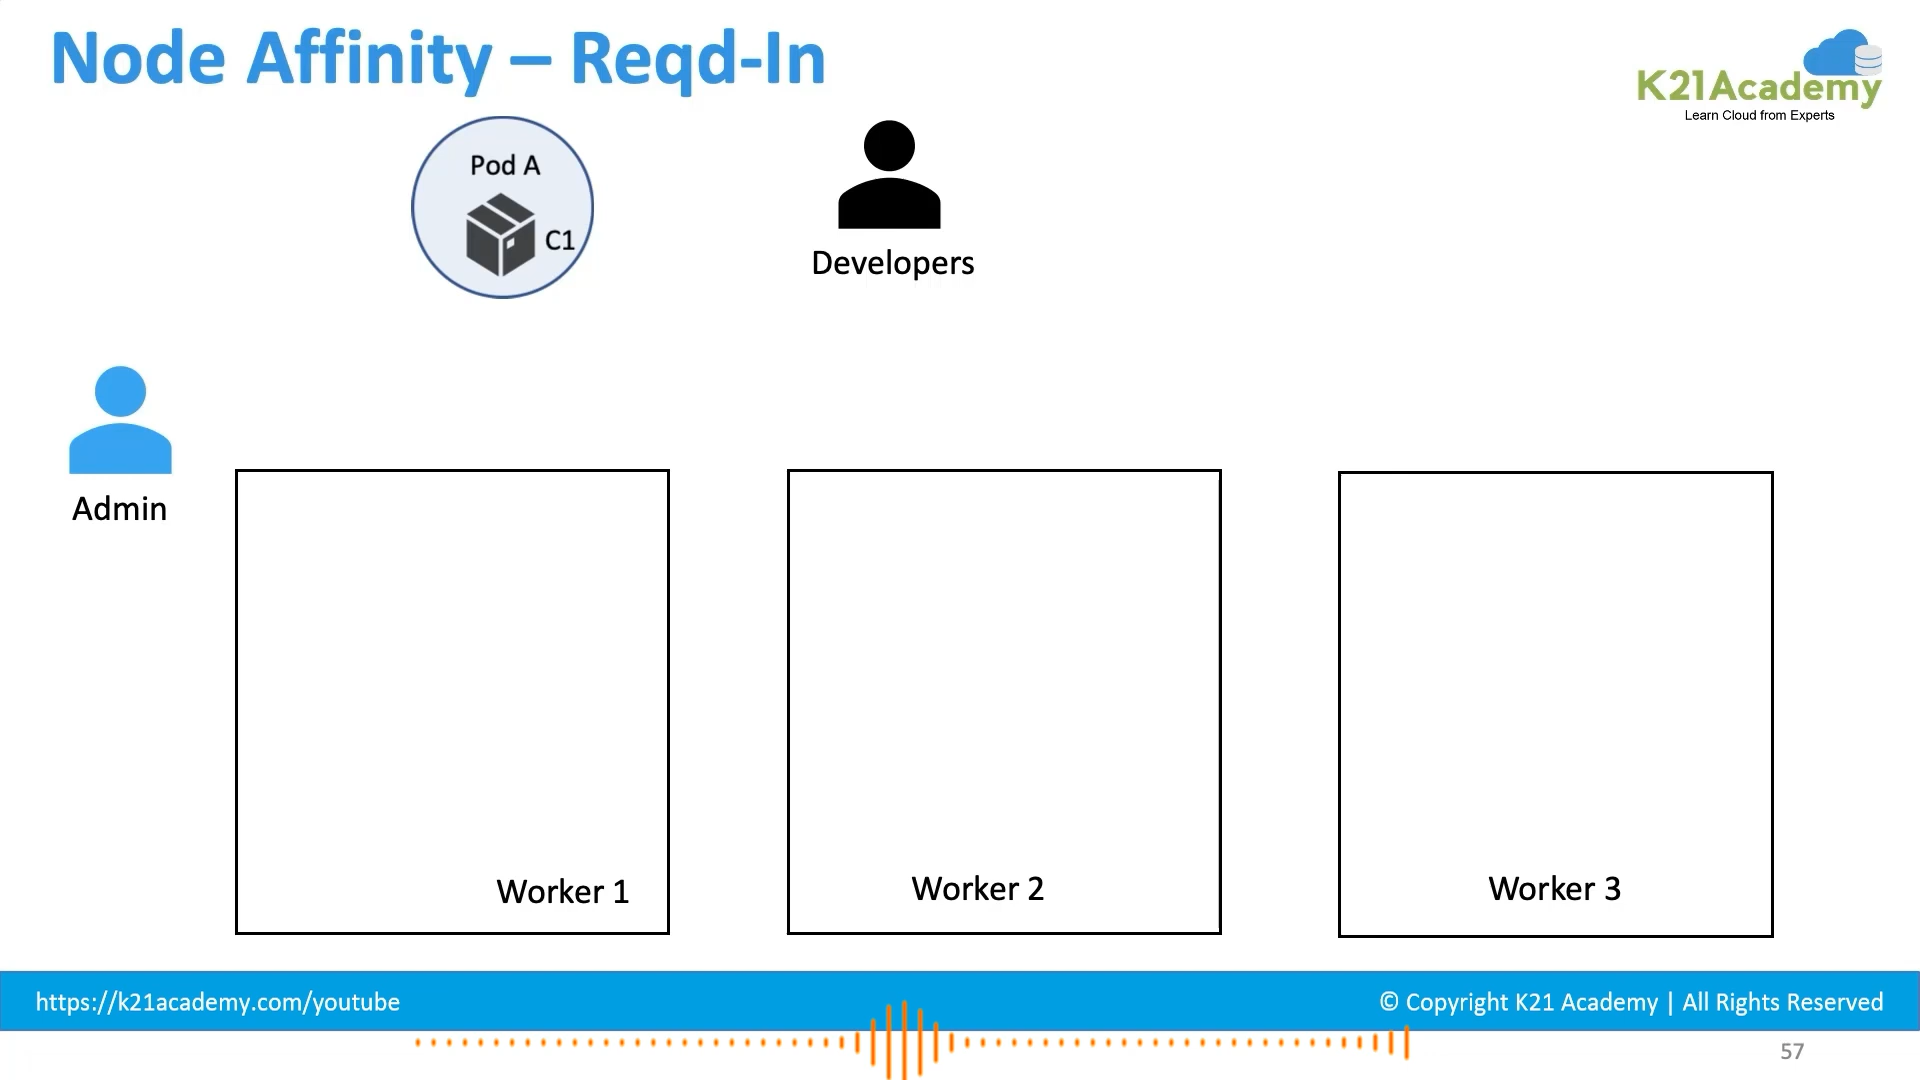 Node Affinity – Reqd-In
K21Academy
Learn Cloud from Experts
Pod A
C1
Developers
Admin
Worker 1
Worker 2
Worker 3
https://k21academy.com/youtube
© Copyright K21 Academy | All Rights Reserved
57